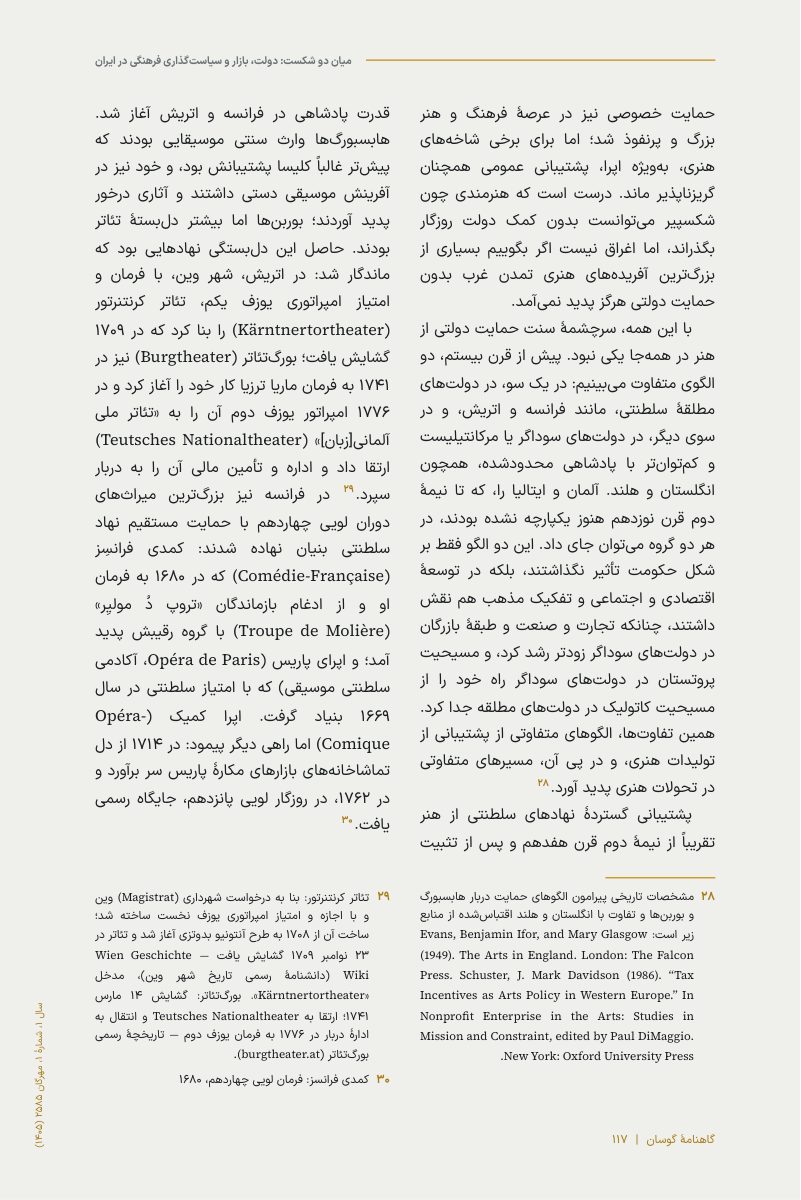 میان دو شکست: دولت، بازار و سیاست‌گذاری فرهنگی در ایران
حمایت خصوصی نیز در عرصهٔ فرهنگ و هنر
بزرگ و پرنفوذ شد؛ اما برای برخی شاخه‌های
هنری، به‌ویژه اپرا، پشتیبانی عمومی همچنان
گریزناپذیر ماند. درست است که هنرمندی چون
شکسپیر می‌توانست بدون کمک دولت روزگار
بگذراند، اما اغراق نیست اگر بگوییم بسیاری از
بزرگ‌ترین آفریده‌های هنری تمدن غرب بدون
حمایت دولتی هرگز پدید نمی‌آمد.
با این همه، سرچشمهٔ سنت حمایت دولتی از
هنر در همه‌جا یکی نبود. پیش از قرن بیستم، دو
الگوی متفاوت می‌بینیم: در یک سو، در دولت‌های
مطلقهٔ سلطنتی، مانند فرانسه و اتریش، و در
سوی دیگر، در دولت‌های سوداگر یا مرکانتیلیست
و کم‌توان‌تر با پادشاهی محدودشده، همچون
انگلستان و هلند. آلمان و ایتالیا را، که تا نیمهٔ
دوم قرن نوزدهم هنوز یکپارچه نشده بودند، در
هر دو گروه می‌توان جای داد. این دو الگو فقط بر
شکل حکومت تأثیر نگذاشتند، بلکه در توسعهٔ
اقتصادی و اجتماعی و تفکیک مذهب هم نقش
داشتند، چنانکه تجارت و صنعت و طبقهٔ بازرگان
در دولت‌های سوداگر زودتر رشد کرد، و مسیحیت
پروتستان در دولت‌های سوداگر راه خود را از
مسیحیت کاتولیک در دولت‌های مطلقه جدا کرد.
همین تفاوت‌ها، الگوهای متفاوتی از پشتیبانی از
تولیدات هنری، و در پی آن، مسیرهای متفاوتی
در تحولات هنری پدید آورد.۲۸
پشتیبانی گستردهٔ نهادهای سلطنتی از هنر
تقریباً از نیمهٔ دوم قرن هفدهم و پس از تثبیت
قدرت پادشاهی در فرانسه و اتریش آغاز شد.
هابسبورگ‌ها وارث سنتی موسیقایی بودند که
پیش‌تر غالباً کلیسا پشتیبانش بود، و خود نیز در
آفرینش موسیقی دستی داشتند و آثاری درخور
پدید آوردند؛ بوربن‌ها اما بیشتر دل‌بستهٔ تئاتر
بودند. حاصل این دل‌بستگی نهادهایی بود که
ماندگار شد: در اتریش، شهر وین، با فرمان و
امتیاز امپراتوری یوزف یکم، تئاتر کرنتنرتور
(Kärntnertortheater) را بنا کرد که در ۱۷۰۹
گشایش یافت؛ بورگ‌تئاتر (Burgtheater) نیز در
۱۷۴۱ به فرمان ماریا ترزیا کار خود را آغاز کرد و در
۱۷۷۶ امپراتور یوزف دوم آن را به «تئاتر ملی
آلمانی[زبان]» (Teutsches Nationaltheater)
ارتقا داد و اداره و تأمین مالی آن را به دربار
سپرد.۲۹ در فرانسه نیز بزرگ‌ترین میراث‌های
دوران لویی چهاردهم با حمایت مستقیم نهاد
سلطنتی بنیان نهاده شدند: کمدی فرانسِز
(Comédie-Française) که در ۱۶۸۰ به فرمان
او و از ادغام بازماندگان «تروپ دُ مولیِر»
(Troupe de Molière) با گروه رقیبش پدید
آمد؛ و اپرای پاریس (Opéra de Paris، آکادمی
سلطنتی موسیقی) که با امتیاز سلطنتی در سال
۱۶۶۹ بنیاد گرفت. اپرا کمیک (Opéra-
Comique) اما راهی دیگر پیمود: در ۱۷۱۴ از دل
تماشاخانه‌های بازارهای مکارهٔ پاریس سر برآورد و
در ۱۷۶۲، در روزگار لویی پانزدهم، جایگاه رسمی
یافت.۳۰
۲۸ مشخصات تاریخی پیرامون الگوهای حمایت دربار هابسبورگ
و بوربن‌ها و تفاوت با انگلستان و هلند اقتباس‌شده از منابع
زیر است: Evans, Benjamin Ifor, and Mary Glasgow
(1949). The Arts in England. London: The Falcon
Press. Schuster, J. Mark Davidson (1986). “Tax
Incentives as Arts Policy in Western Europe.” In
Nonprofit Enterprise in the Arts: Studies in
Mission and Constraint, edited by Paul DiMaggio.
New York: Oxford University Press.
۲۹ تئاتر کرنتنرتور: بنا به درخواست شهرداری (Magistrat) وین
و با اجازه و امتیاز امپراتوری یوزف نخست ساخته شد؛
ساخت آن از ۱۷۰۸ به طرح آنتونیو بدوتزی آغاز شد و تئاتر در
۲۳ نوامبر ۱۷۰۹ گشایش یافت — Wien Geschichte
Wiki (دانشنامهٔ رسمی تاریخ شهر وین)، مدخل
«Kärntnertortheater». بورگ‌تئاتر: گشایش ۱۴ مارس
۱۷۴۱؛ ارتقا به Teutsches Nationaltheater و انتقال به
ادارهٔ دربار در ۱۷۷۶ به فرمان یوزف دوم — تاریخچهٔ رسمی
بورگ‌تئاتر (burgtheater.at).
۳۰ کمدی فرانسز: فرمان لویی چهاردهم، ۱۶۸۰
گاهنامهٔ گوسان | ۱۱۷
سال ۱، شمارهٔ ۱، مهرگان ۲۵۸۵ (۱۴۰۵)